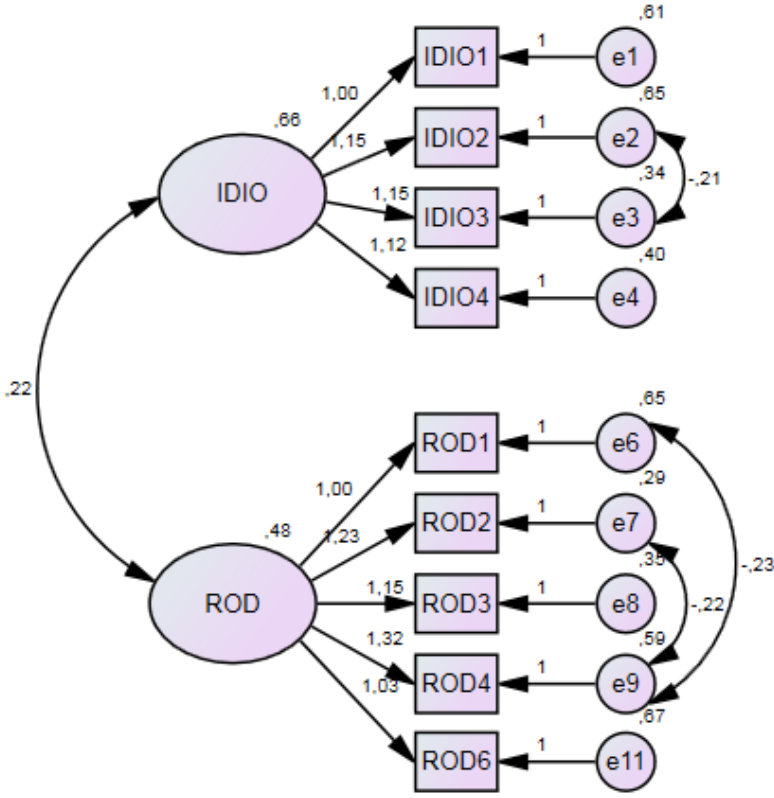 ,61
IDIO1 1 e1
1,00
,66 ,65
1,15 IDIO2 1 e2
IDIO ,34 -,21
1,15 IDIO3 1 e3
1,12 ,40
IDIO4 1 e4
,22
,65
ROD1 1 e6
1,00 ,29
,48 1,23 ROD2 1 e7
,35 -,23
ROD 1,15 ROD3 1 e8 -,22
1,32 ,59
1,03 ROD4 1 e9
,67
ROD6 1 e11